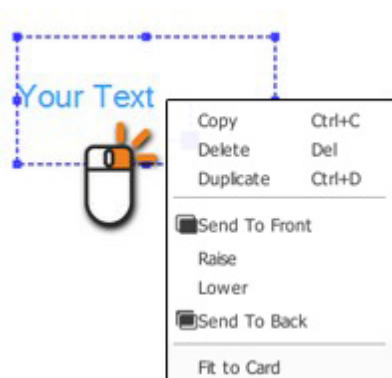 Your Text
Copy Ctrl+C
Delete Del
Duplicate Ctrl+D
Send To Front
Raise
Lower
Send To Back
Fit to Card